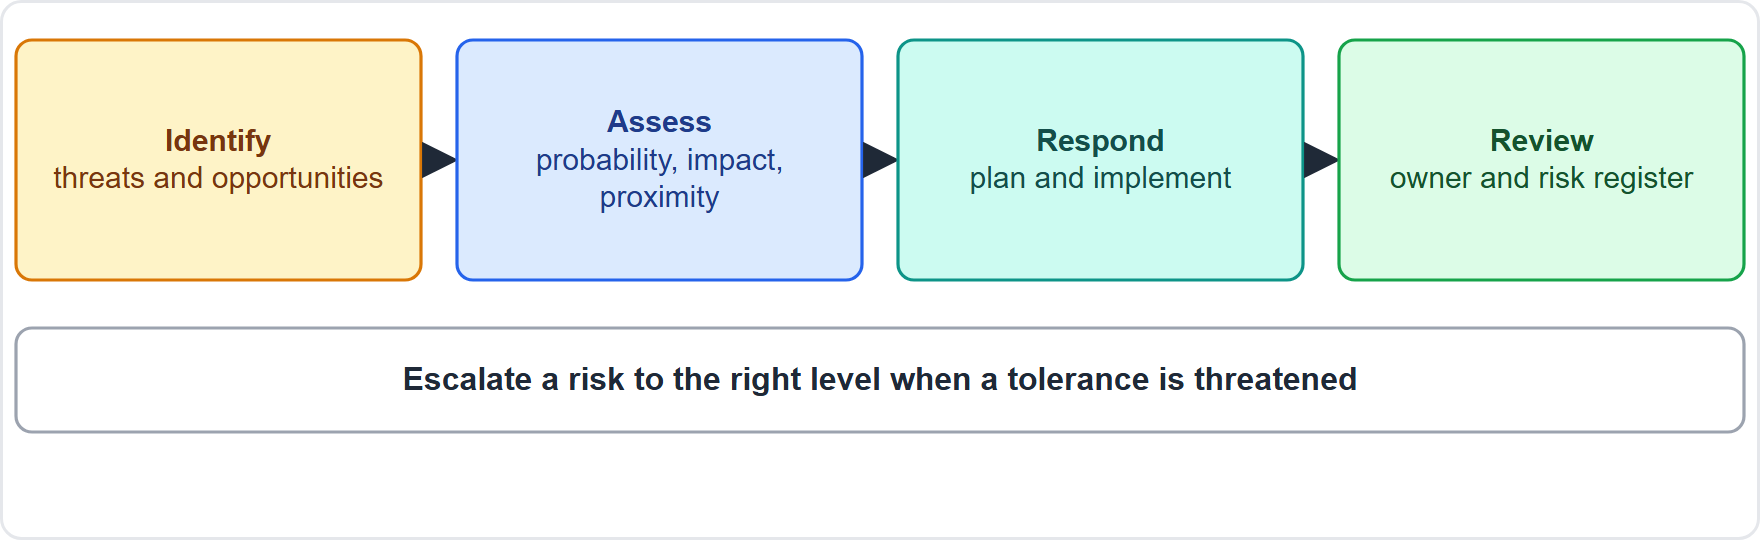 Identify
threats and opportunities
Assess
probability, impact,
proximity
Respond
plan and implement
Review
owner and risk register
Escalate a risk to the right level when a tolerance is threatened